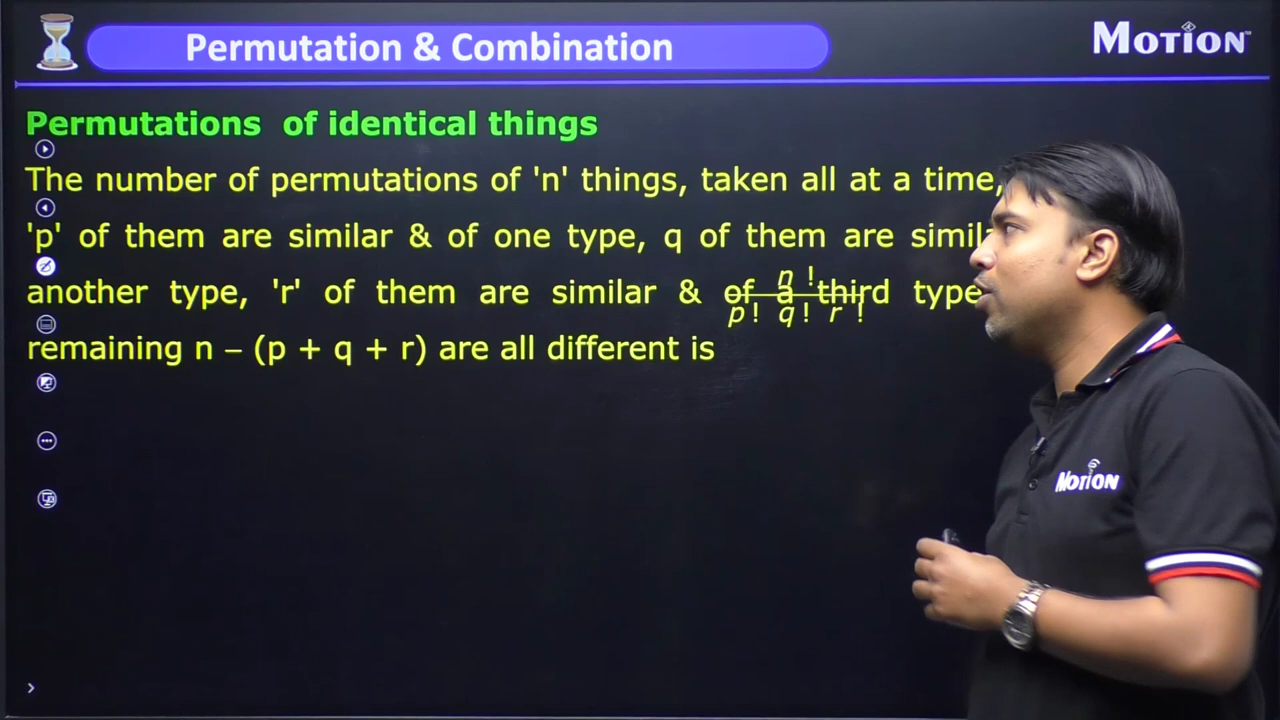 Permutation & Combination
MOTION™
Permutations of identical things
The number of permutations of 'n' things, taken all at a time,
'p' of them are similar & of one type, q of them are
another type, 'r' of them are similar & of a third type
n !
p! q! r !
remaining n – (p + q + r) are all different is
MOTION